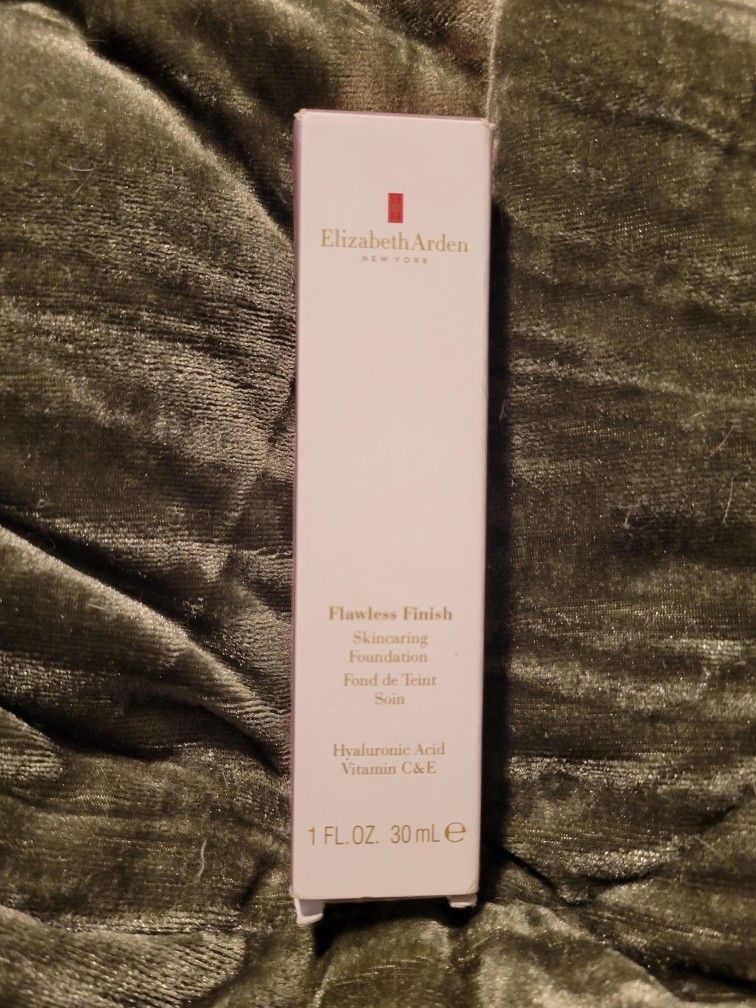 ElizabethArden
NEW YORK
Flawless Finish
Skincaring
Foundation
Fond de Teint
Soin
Hyaluronic Acid
Vitamin C&E
1 FL.OZ. 30 mL ℮